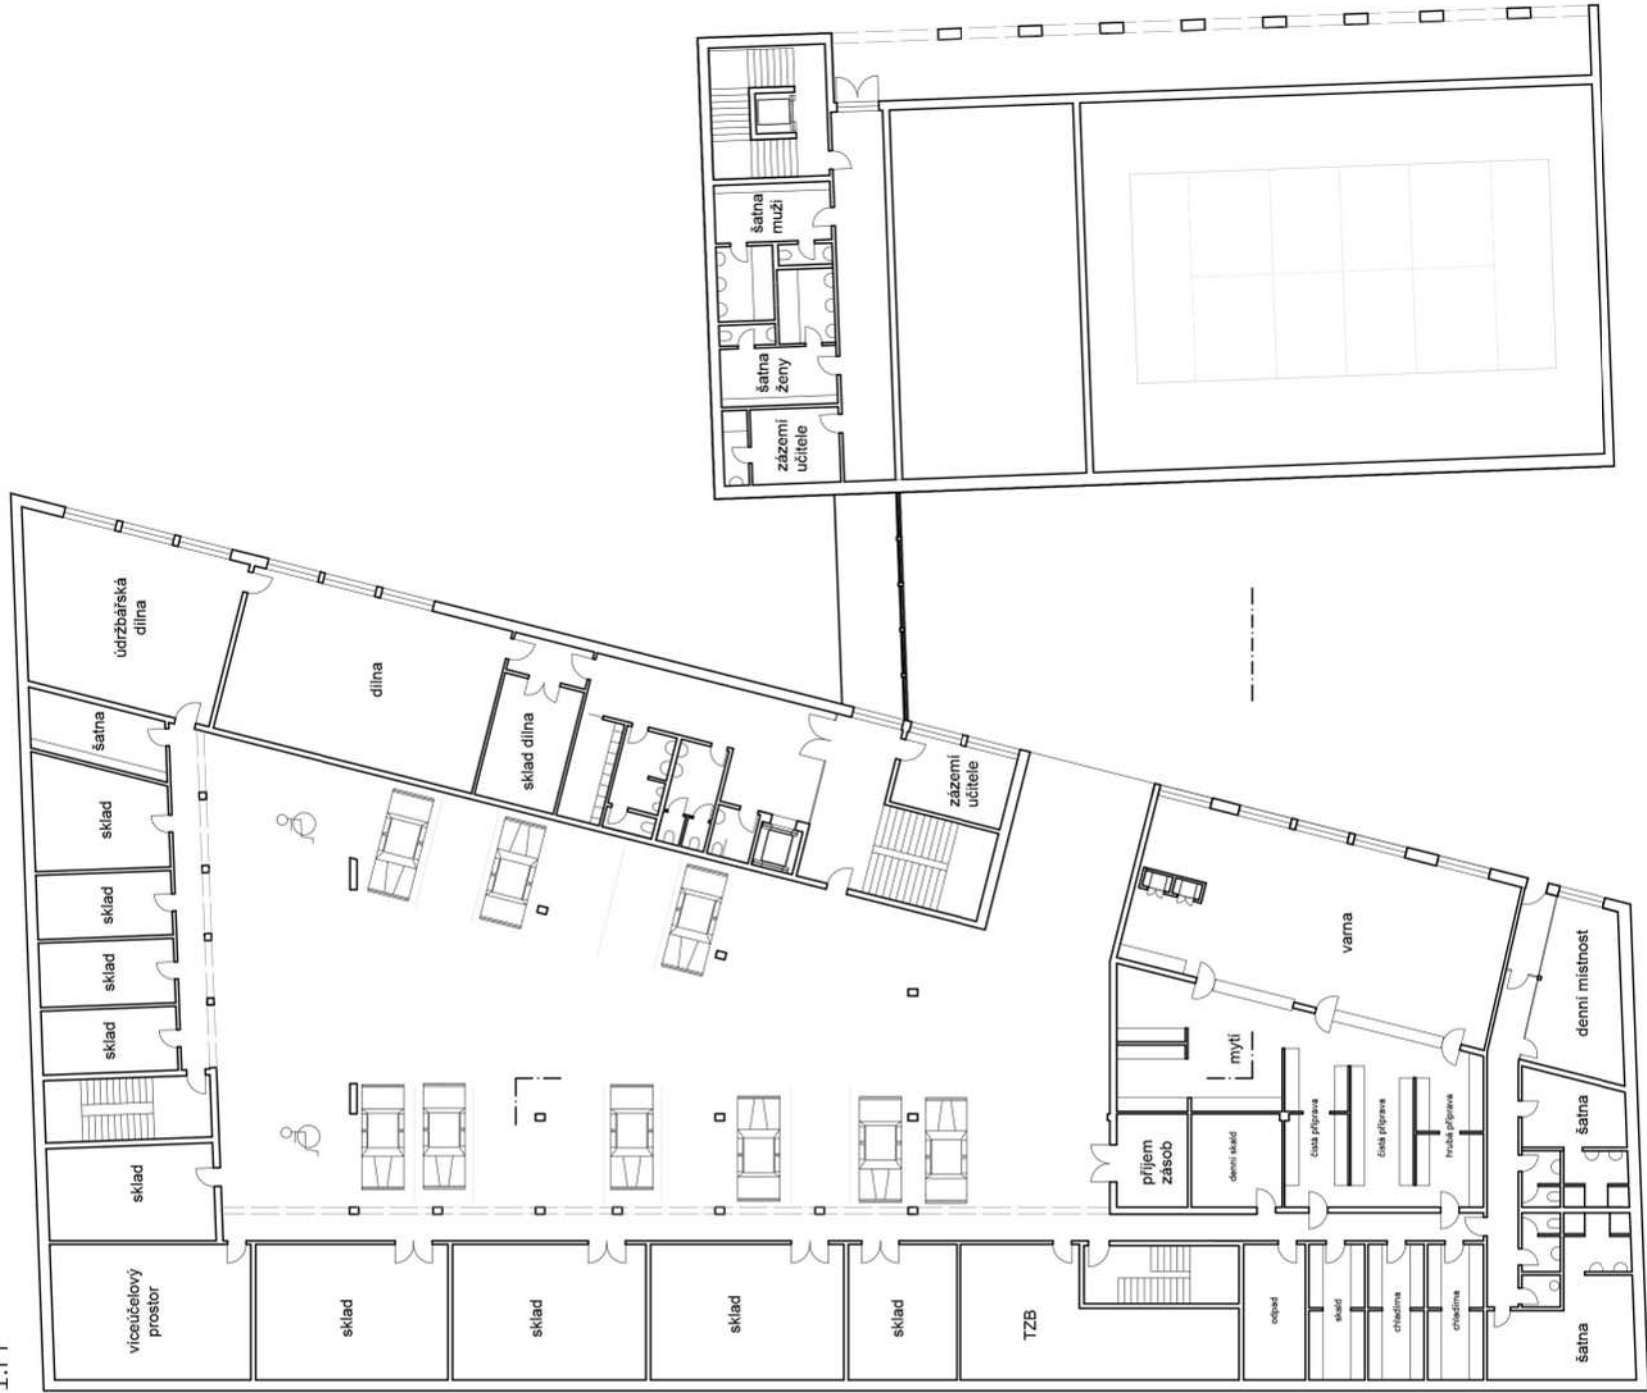 víceúčelový
prostor
sklad
sklad
sklad
sklad
sklad
šatna
údržbářská
dílna
sklad
dílna
sklad
sklad dílna
sklad
šatna
muži
šatna
ženy
zázemí
učitele
sklad
zázemí
učitele
TZB
příjem
zásob
denní skald
mytí
odpad
čistá příprava
varna
skald
čistá příprava
chladírna
hrubá příprava
chladírna
šatna
šatna
denní místnost